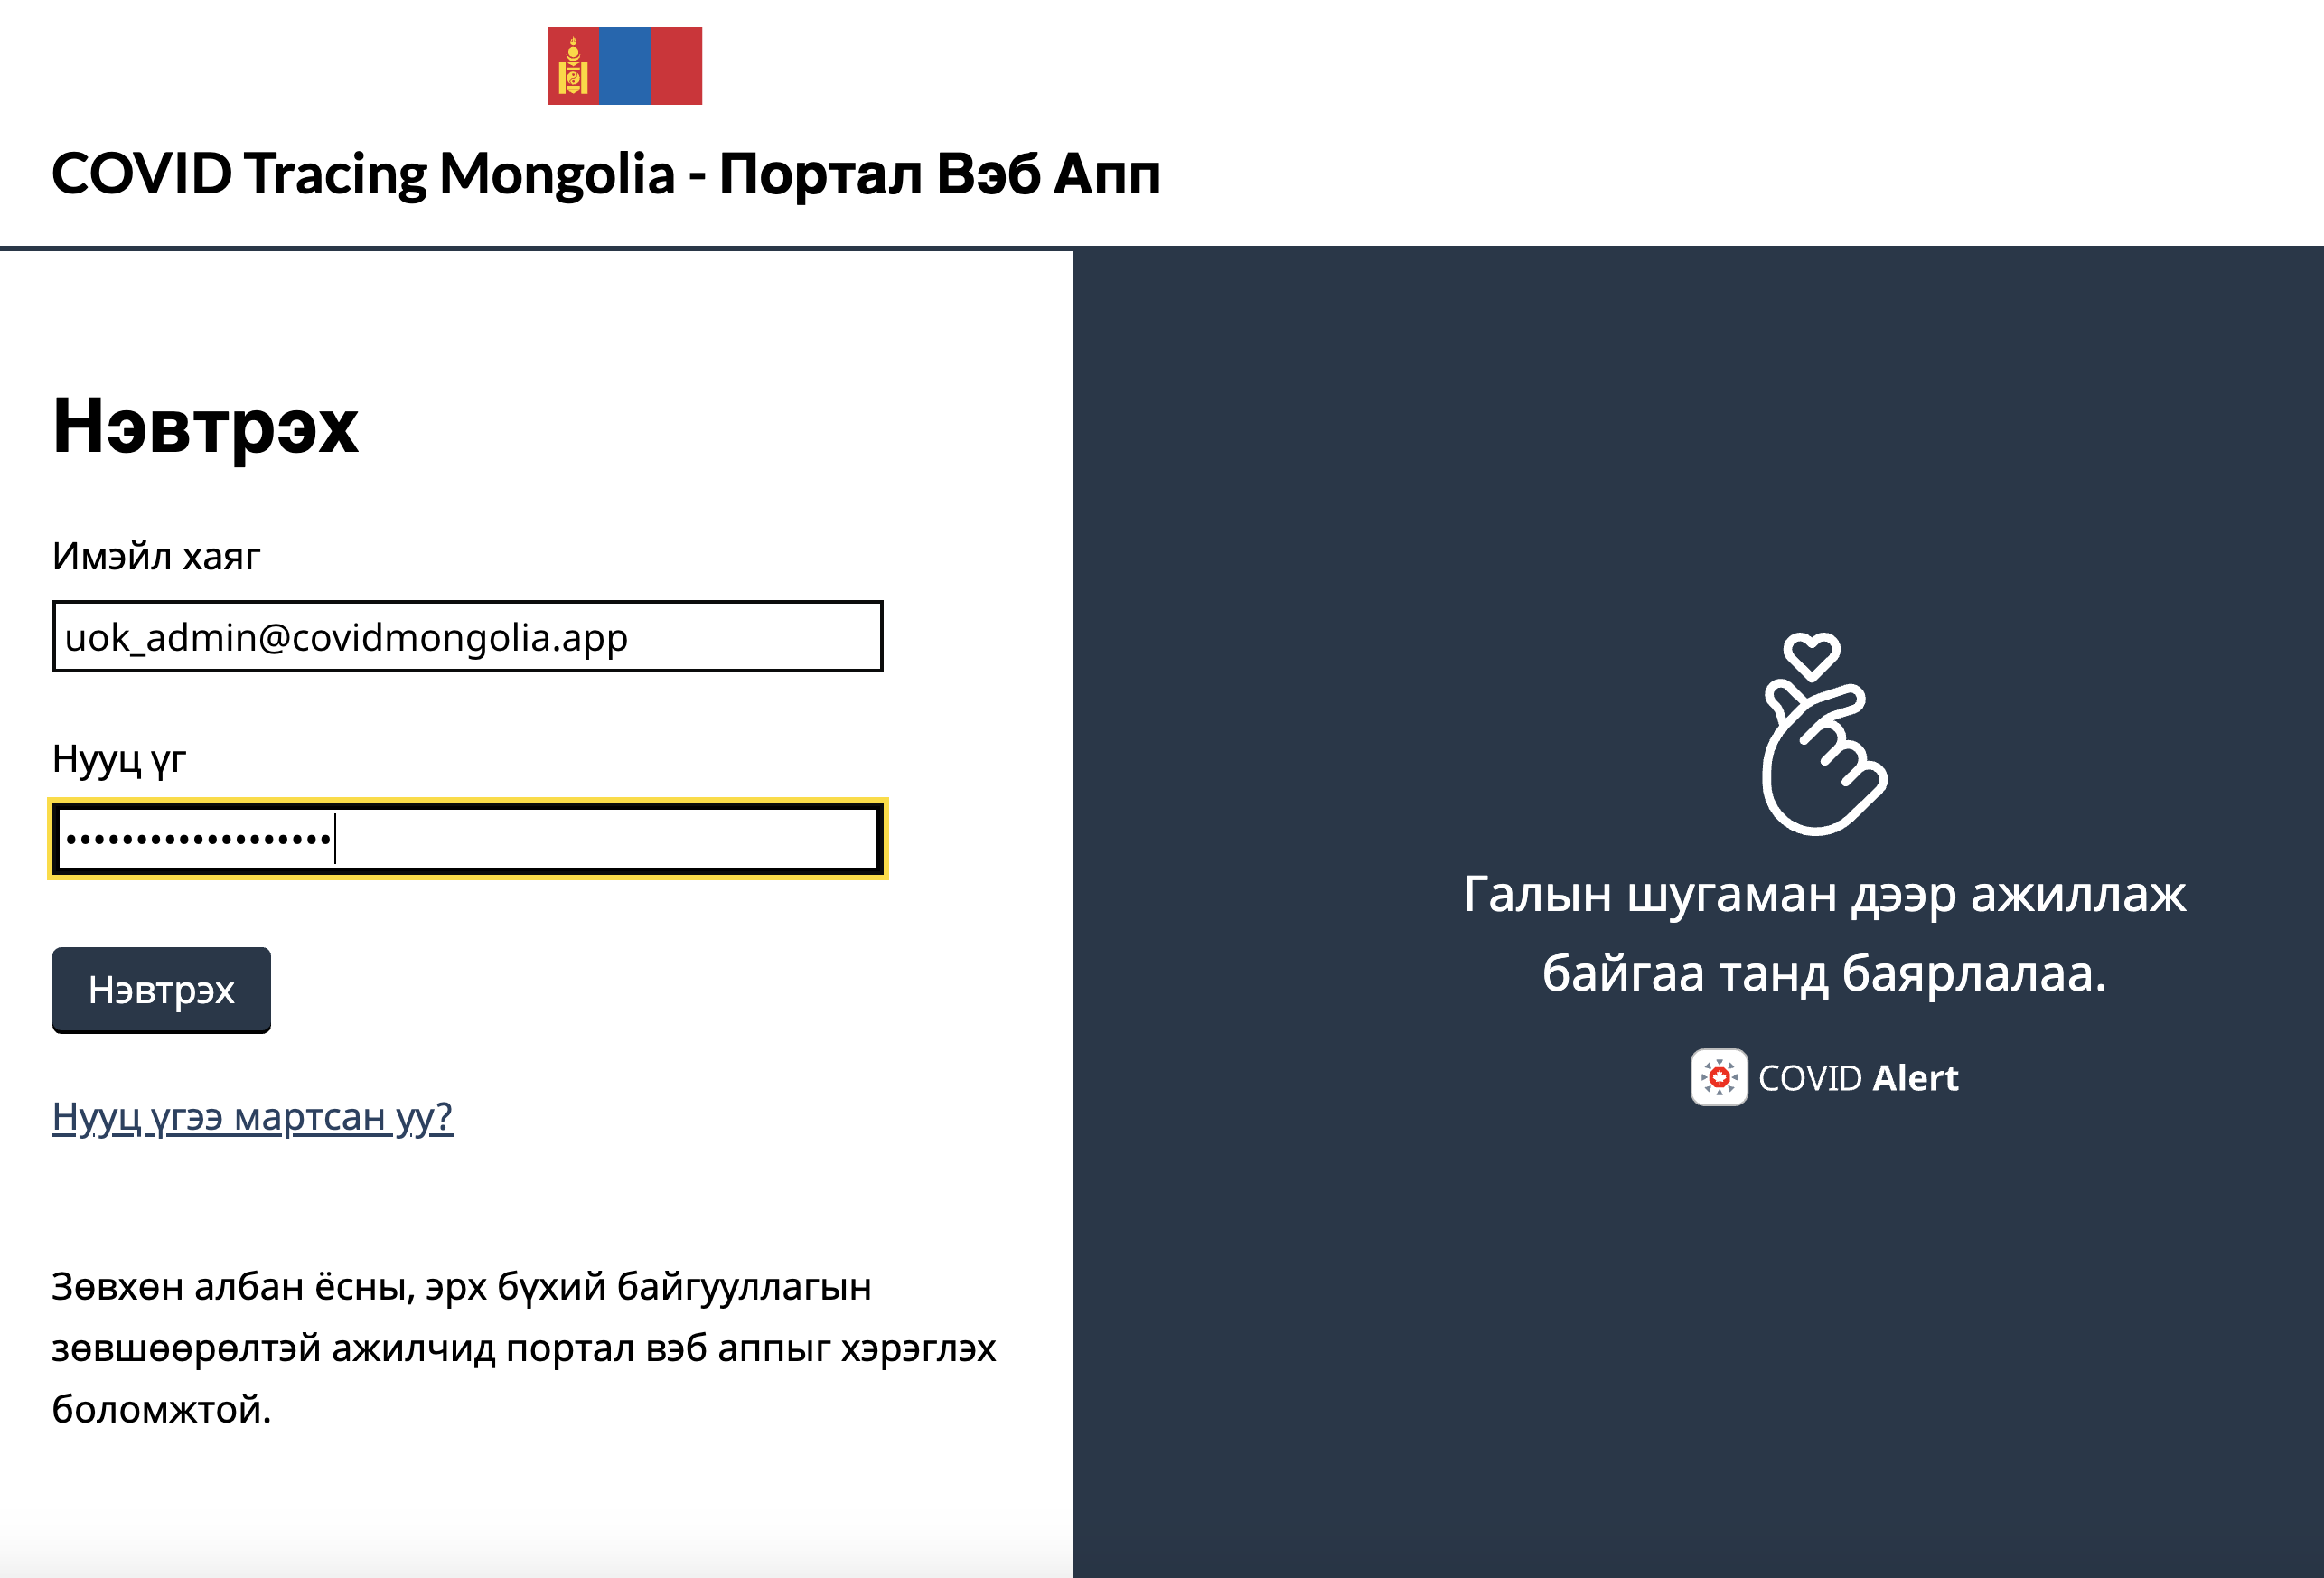 COVID Tracing Mongolia - Портал Вэб Апп
Нэвтрэх
Имэйл хаяг
uok_admin@covidmongolia.app
Нууц үг
•••••••••••••••••••
Нэвтрэх
Нууц үгээ мартсан уу?
Зөвхөн албан ёсны, эрх бүхий байгууллагын
зөвшөөрөлтэй ажилчид портал вэб аппыг хэрэглэх
боломжтой.
Галын шугаман дээр ажиллаж
байгаа танд баярлалаа.
COVID Alert